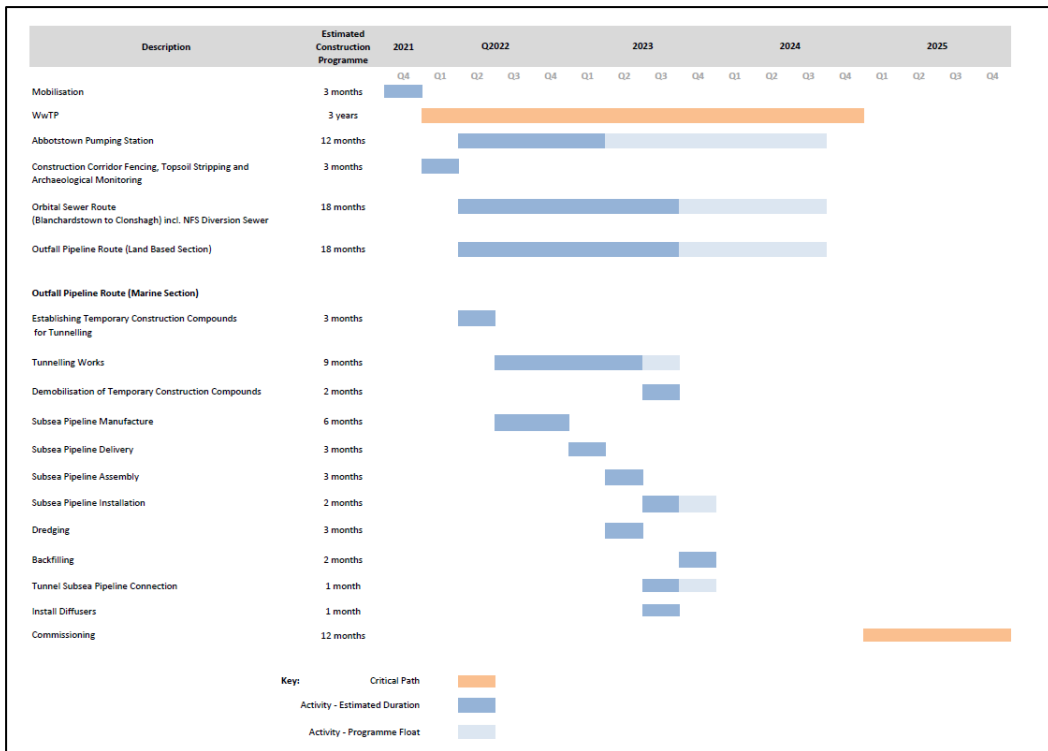 Description Estimated Construction Programme 2021 Q2022 2023 2024 2025
Q4 Q1 Q2 Q3 Q4 Q1 Q2 Q3 Q4 Q1 Q2 Q3 Q4 Q1 Q2 Q3 Q4
Mobilisation 3 months
WwTP 3 years
Abbotstown Pumping Station 12 months
Construction Corridor Fencing, Topsoil Stripping and 3 months
Archaeological Monitoring
Orbital Sewer Route 18 months
(Blanchardstown to Clonshagh) incl. NFS Diversion Sewer
Outfall Pipeline Route (Land Based Section) 18 months
Outfall Pipeline Route (Marine Section)
Establishing Temporary Construction Compounds 3 months
for Tunnelling
Tunnelling Works 9 months
Demobilisation of Temporary Construction Compounds 2 months
Subsea Pipeline Manufacture 6 months
Subsea Pipeline Delivery 3 months
Subsea Pipeline Assembly 3 months
Subsea Pipeline Installation 2 months
Dredging 3 months
Backfilling 2 months
Tunnel Subsea Pipeline Connection 1 month
Install Diffusers 1 month
Commissioning 12 months
Key: Critical Path
Activity - Estimated Duration
Activity - Programme Float